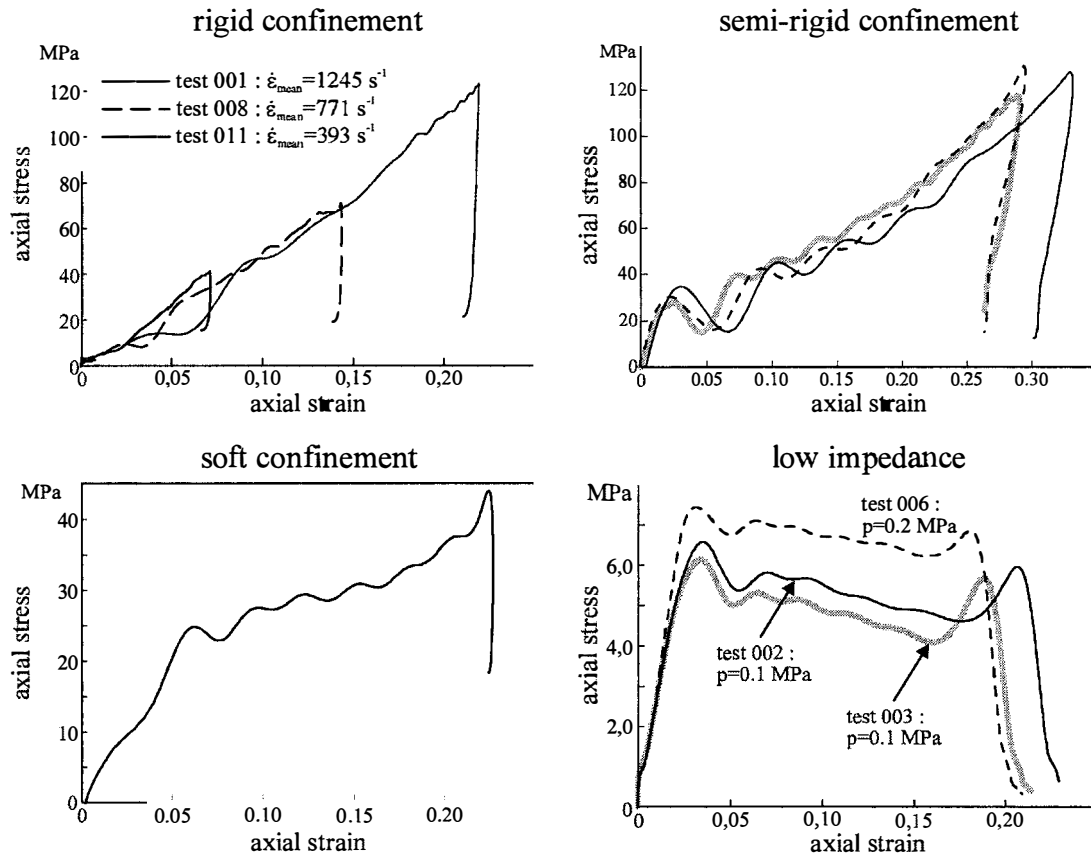 rigid confinement
MPa
test 001 : ε̇mean=1245 s⁻¹
test 008 : ε̇mean=771 s⁻¹
test 011 : ε̇mean=393 s⁻¹
120
100
80
60
40
20
0
axial stress
0 0,05 0,10 0,15 0,20
axial strain
semi-rigid confinement
MPa
120
100
80
60
40
20
0
axial stress
0 0.05 0.10 0.15 0.20 0.25 0.30
axial strain
soft confinement
MPa
40
30
20
10
0
axial stress
0 0.05 0.10 0.15 0.20
axial strain
low impedance
MPa
6,0
4,0
2,0
0
axial stress
test 006 :
p=0.2 MPa
test 002 :
p=0.1 MPa
test 003 :
p=0.1 MPa
0 0,05 0,10 0,15 0,20
axial strain